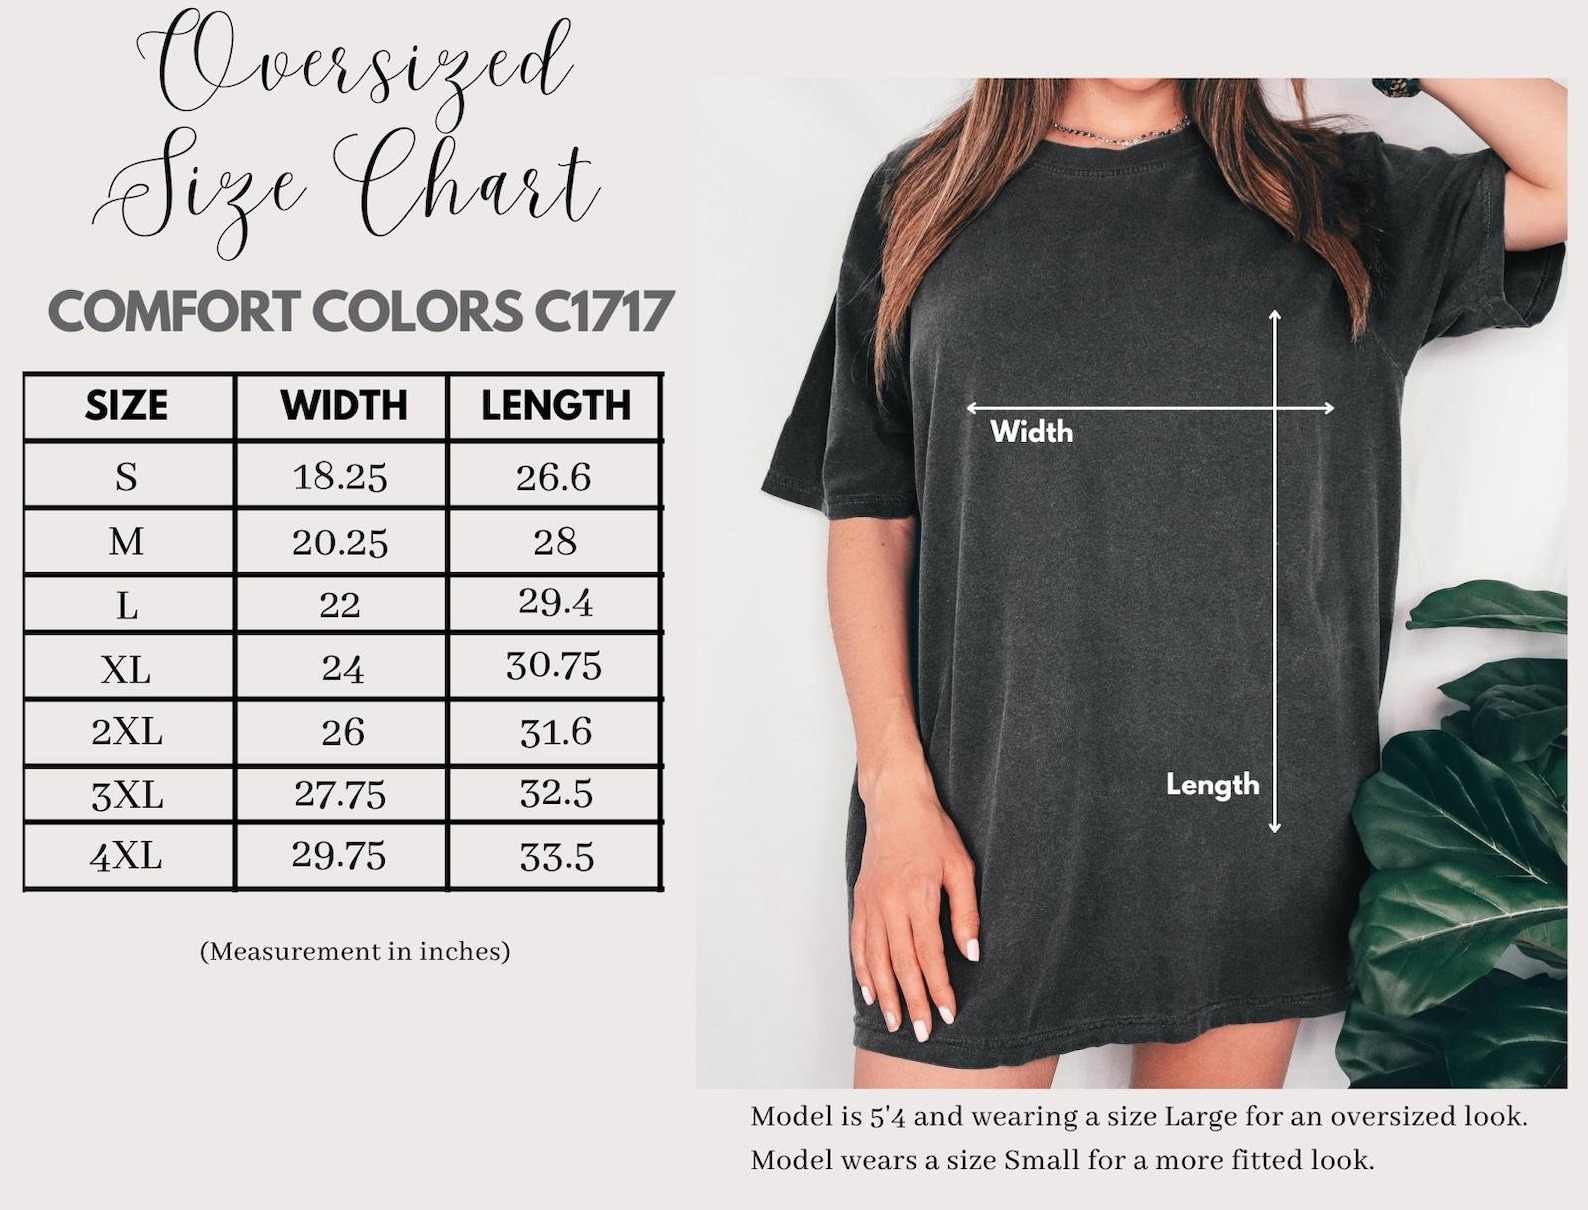 Oversized
Size Chart
COMFORT COLORS C1717
SIZE WIDTH LENGTH
S 18.25 26.6
M 20.25 28
L 22 29.4
XL 24 30.75
2XL 26 31.6
3XL 27.75 32.5
4XL 29.75 33.5
(Measurement in inches)
Width
Length
Model is 5'4 and wearing a size Large for an oversized look.
Model wears a size Small for a more fitted look.